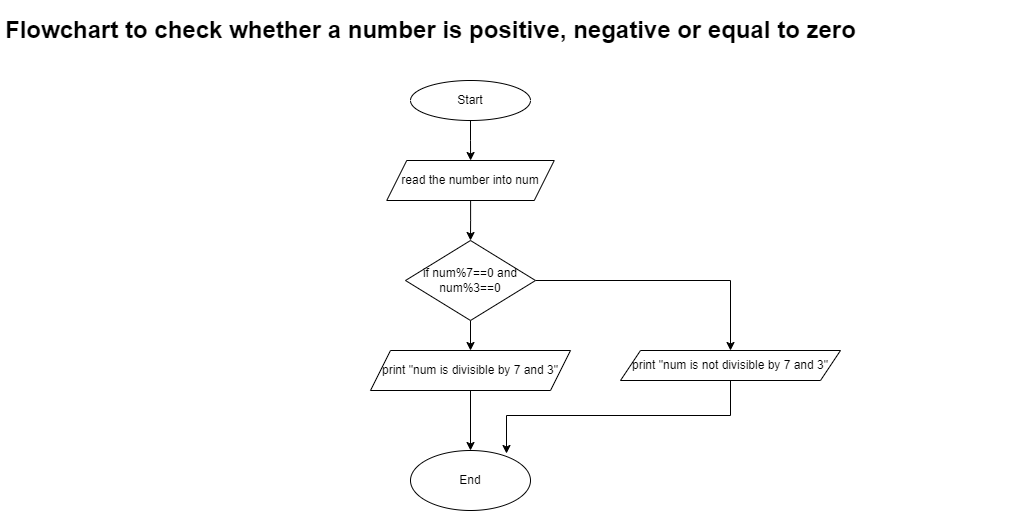 Flowchart to check whether a number is positive, negative or equal to zero
Start
read the number into num
if num%7==0 and
num%3==0
print "num is divisible by 7 and 3"
print "num is not divisible by 7 and 3"
End